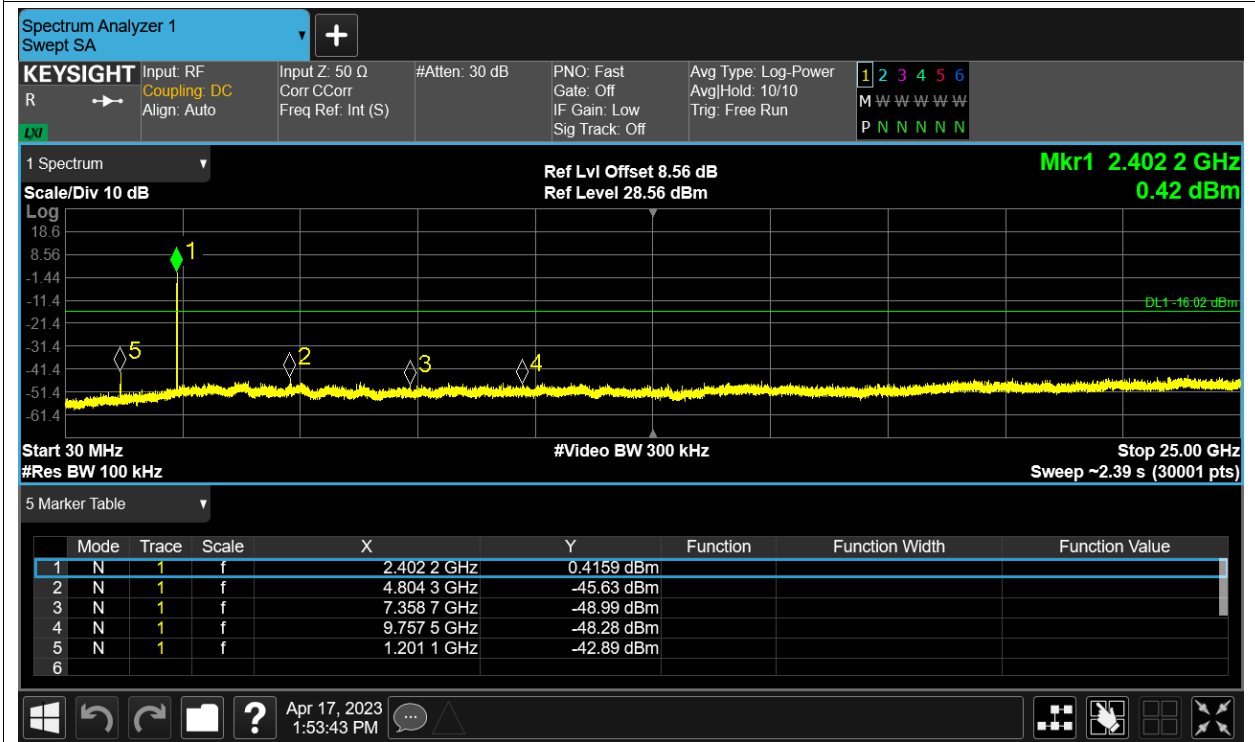 Spectrum Analyzer 1
Swept SA
+
KEYSIGHT
R
LXI
Input: RF
Coupling: DC
Align: Auto
Input Z: 50 Ω
Corr CCorr
Freq Ref: Int (S)
#Atten: 30 dB
PNO: Fast
Gate: Off
IF Gain: Low
Sig Track: Off
Avg Type: Log-Power
Avg|Hold: 10/10
Trig: Free Run
1 2 3 4 5 6
M W W W W W
P N N N N N
1 Spectrum
Scale/Div 10 dB
Ref Lvl Offset 8.56 dB
Ref Level 28.56 dBm
Mkr1 2.402 2 GHz
0.42 dBm
Log
18.6
8.56
-1.44
-11.4
-21.4
-31.4
-41.4
-51.4
-61.4
1
DL1 -16.02 dBm
5
2
3
4
Start 30 MHz
#Video BW 300 kHz
Stop 25.00 GHz
#Res BW 100 kHz
Sweep ~2.39 s (30001 pts)
5 Marker Table
Mode Trace Scale X Y Function Function Width Function Value
1 N 1 f 2.402 2 GHz 0.4159 dBm
2 N 1 f 4.804 3 GHz -45.63 dBm
3 N 1 f 7.358 7 GHz -48.99 dBm
4 N 1 f 9.757 5 GHz -48.28 dBm
5 N 1 f 1.201 1 GHz -42.89 dBm
6
?
Apr 17, 2023
1:53:43 PM